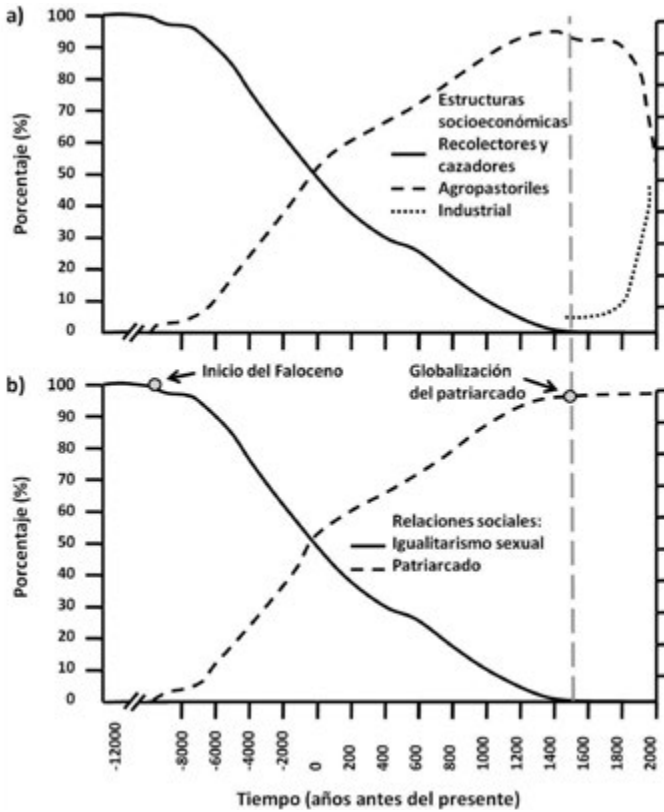 a)
100
90
80
70
60
50
40
30
20
10
0
Porcentaje (%)
Estructuras
socioeconómicas
Recolectores y
cazadores
Agropastoriles
Industrial
b)
Inicio del Faloceno
Globalización
del patriarcado
100
90
80
70
60
50
40
30
20
10
0
Porcentaje (%)
Relaciones sociales:
Igualitarismo sexual
Patriarcado
-12000
-8000
-6000
-4000
-2000
0
200
400
600
800
1000
1200
1400
1600
1800
2000
Tiempo (años antes del presente)